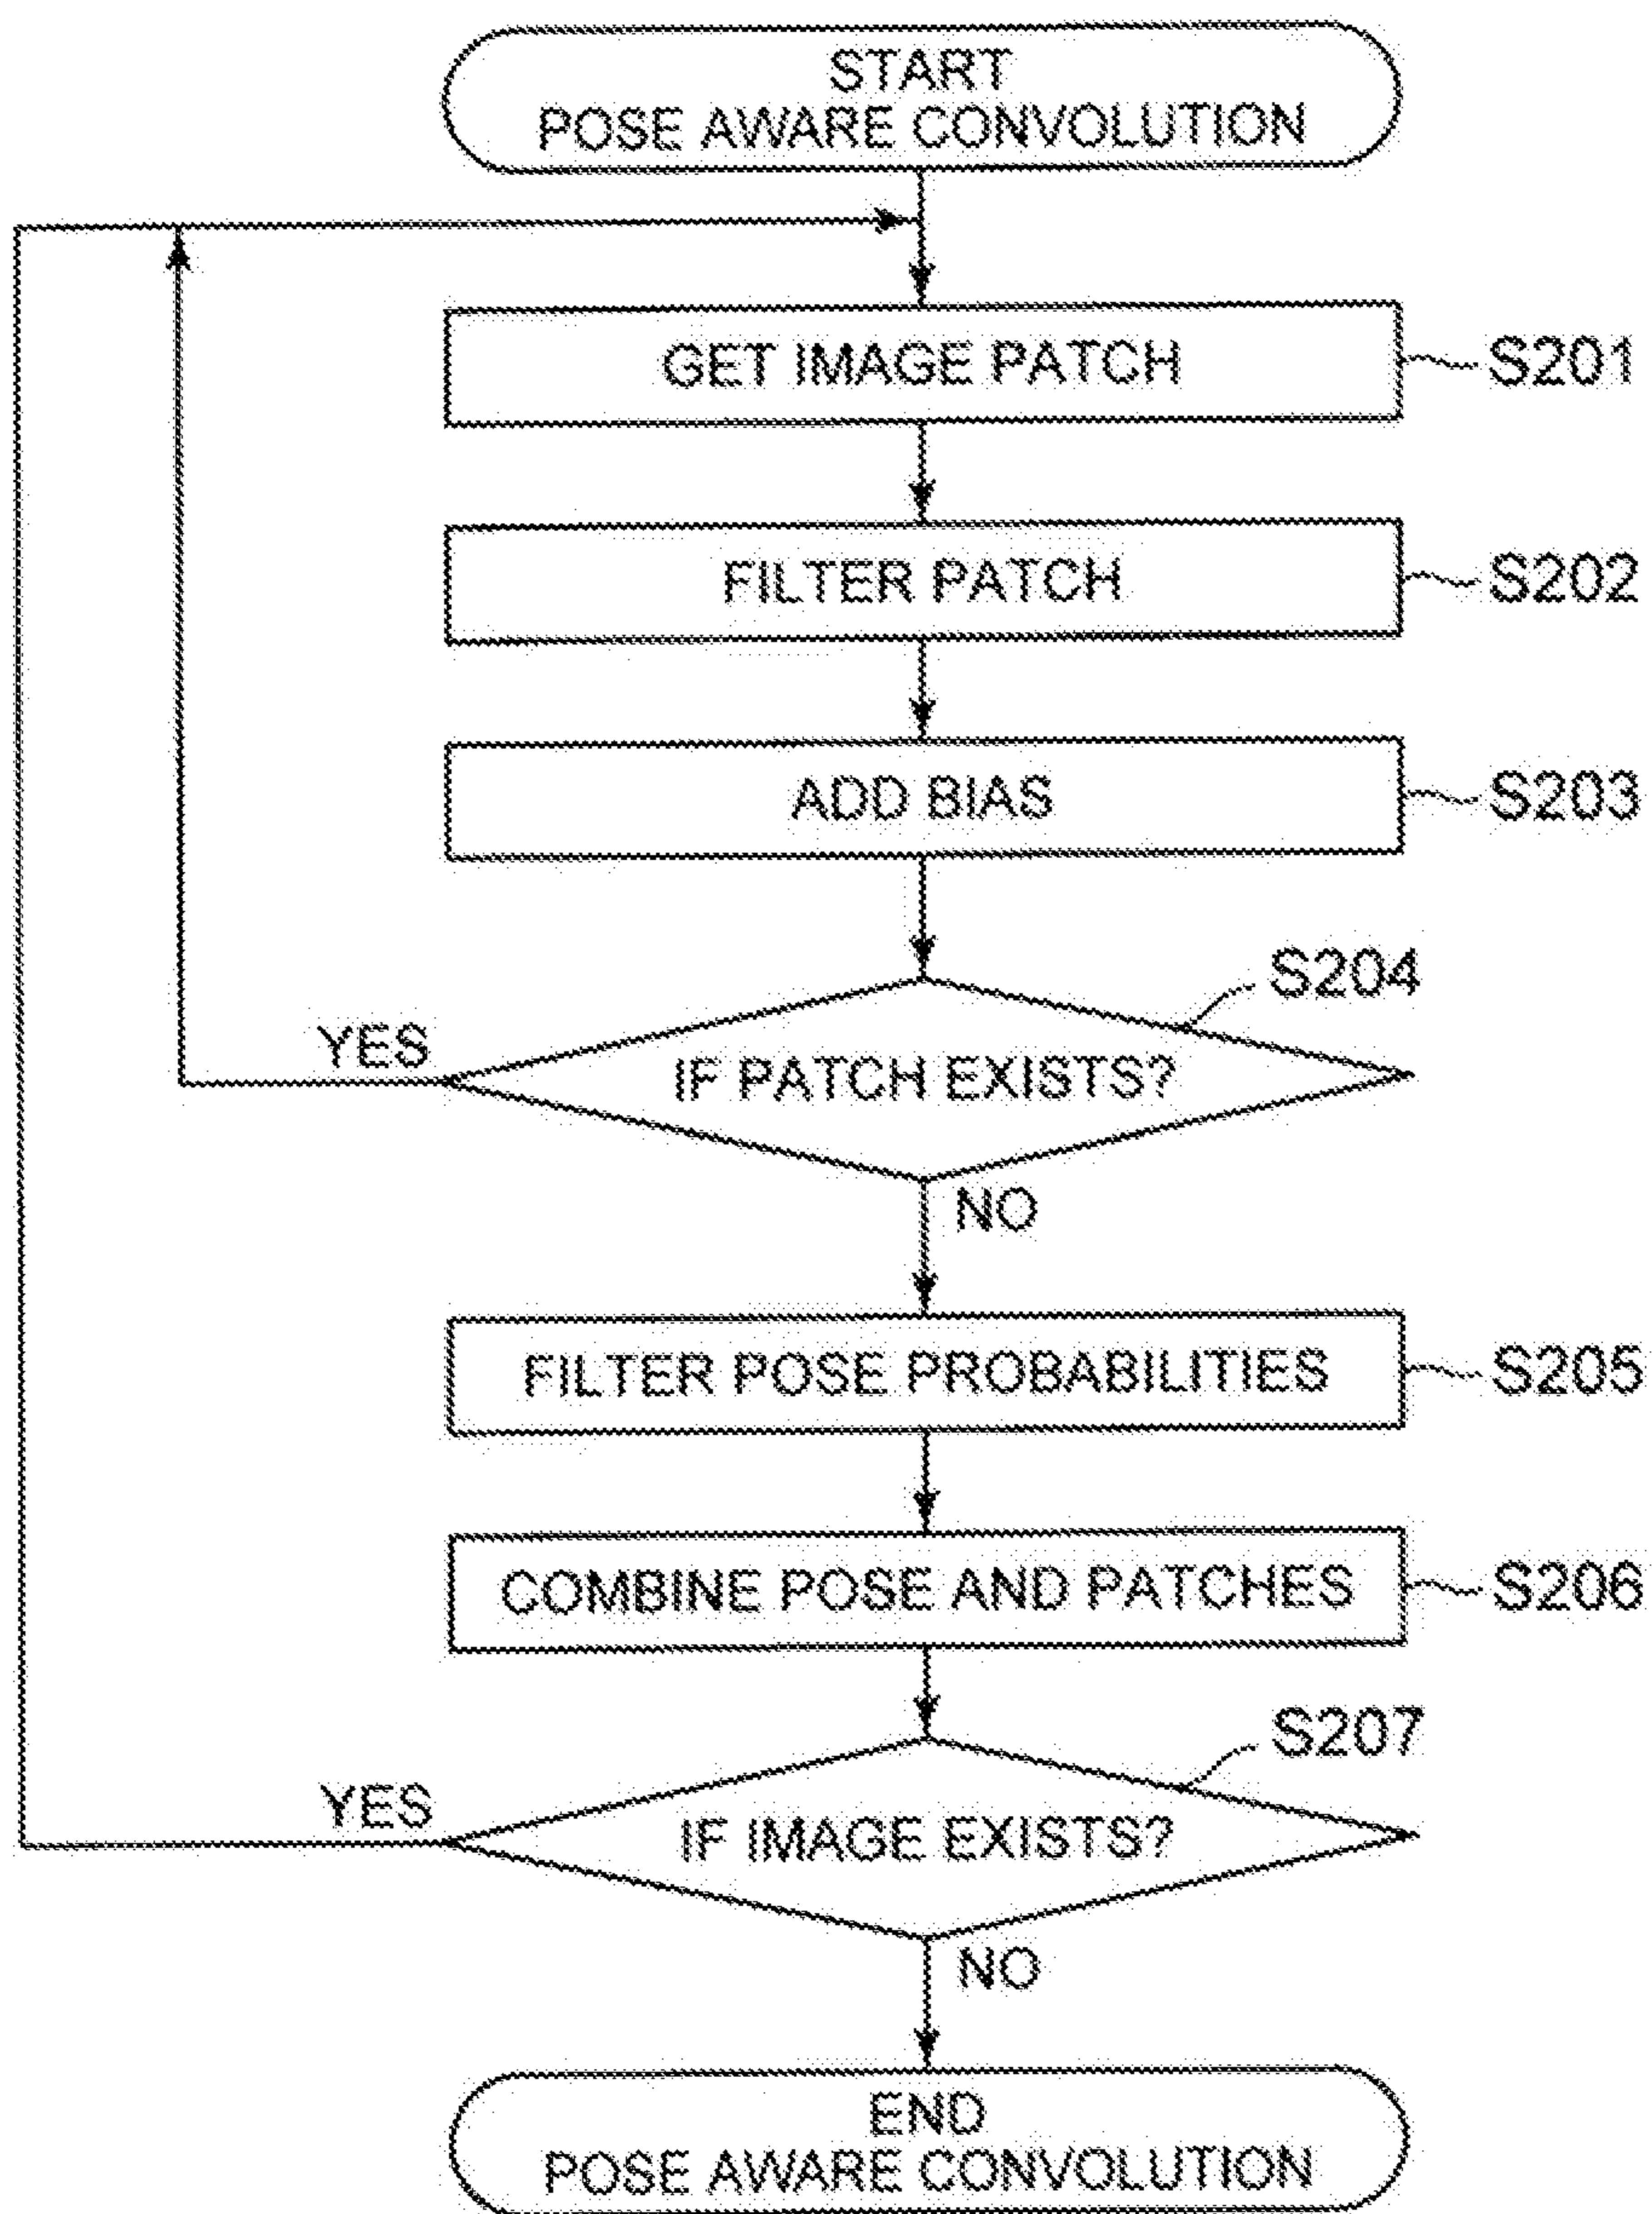 START
POSE AWARE CONVOLUTION
GET IMAGE PATCH
S201
FILTER PATCH
S202
ADD BIAS
S203
S204
YES
IF PATCH EXISTS?
NO
FILTER POSE PROBABILITIES
S205
COMBINE POSE AND PATCHES
S206
S207
YES
IF IMAGE EXISTS?
NO
END
POSE AWARE CONVOLUTION